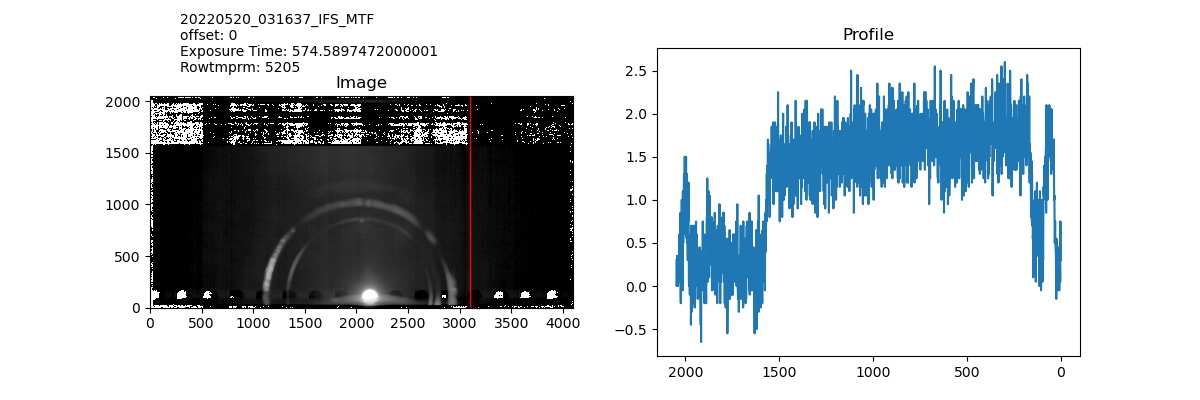 20220520_031637_IFS_MTF
offset: 0
Exposure Time: 574.5897472000001
Rowtmprm: 5205
Image
2000
1500
1000
500
0
0 500 1000 1500 2000 2500 3000 3500 4000
Profile
2.5
2.0
1.5
1.0
0.5
0.0
−0.5
2000 1500 1000 500 0